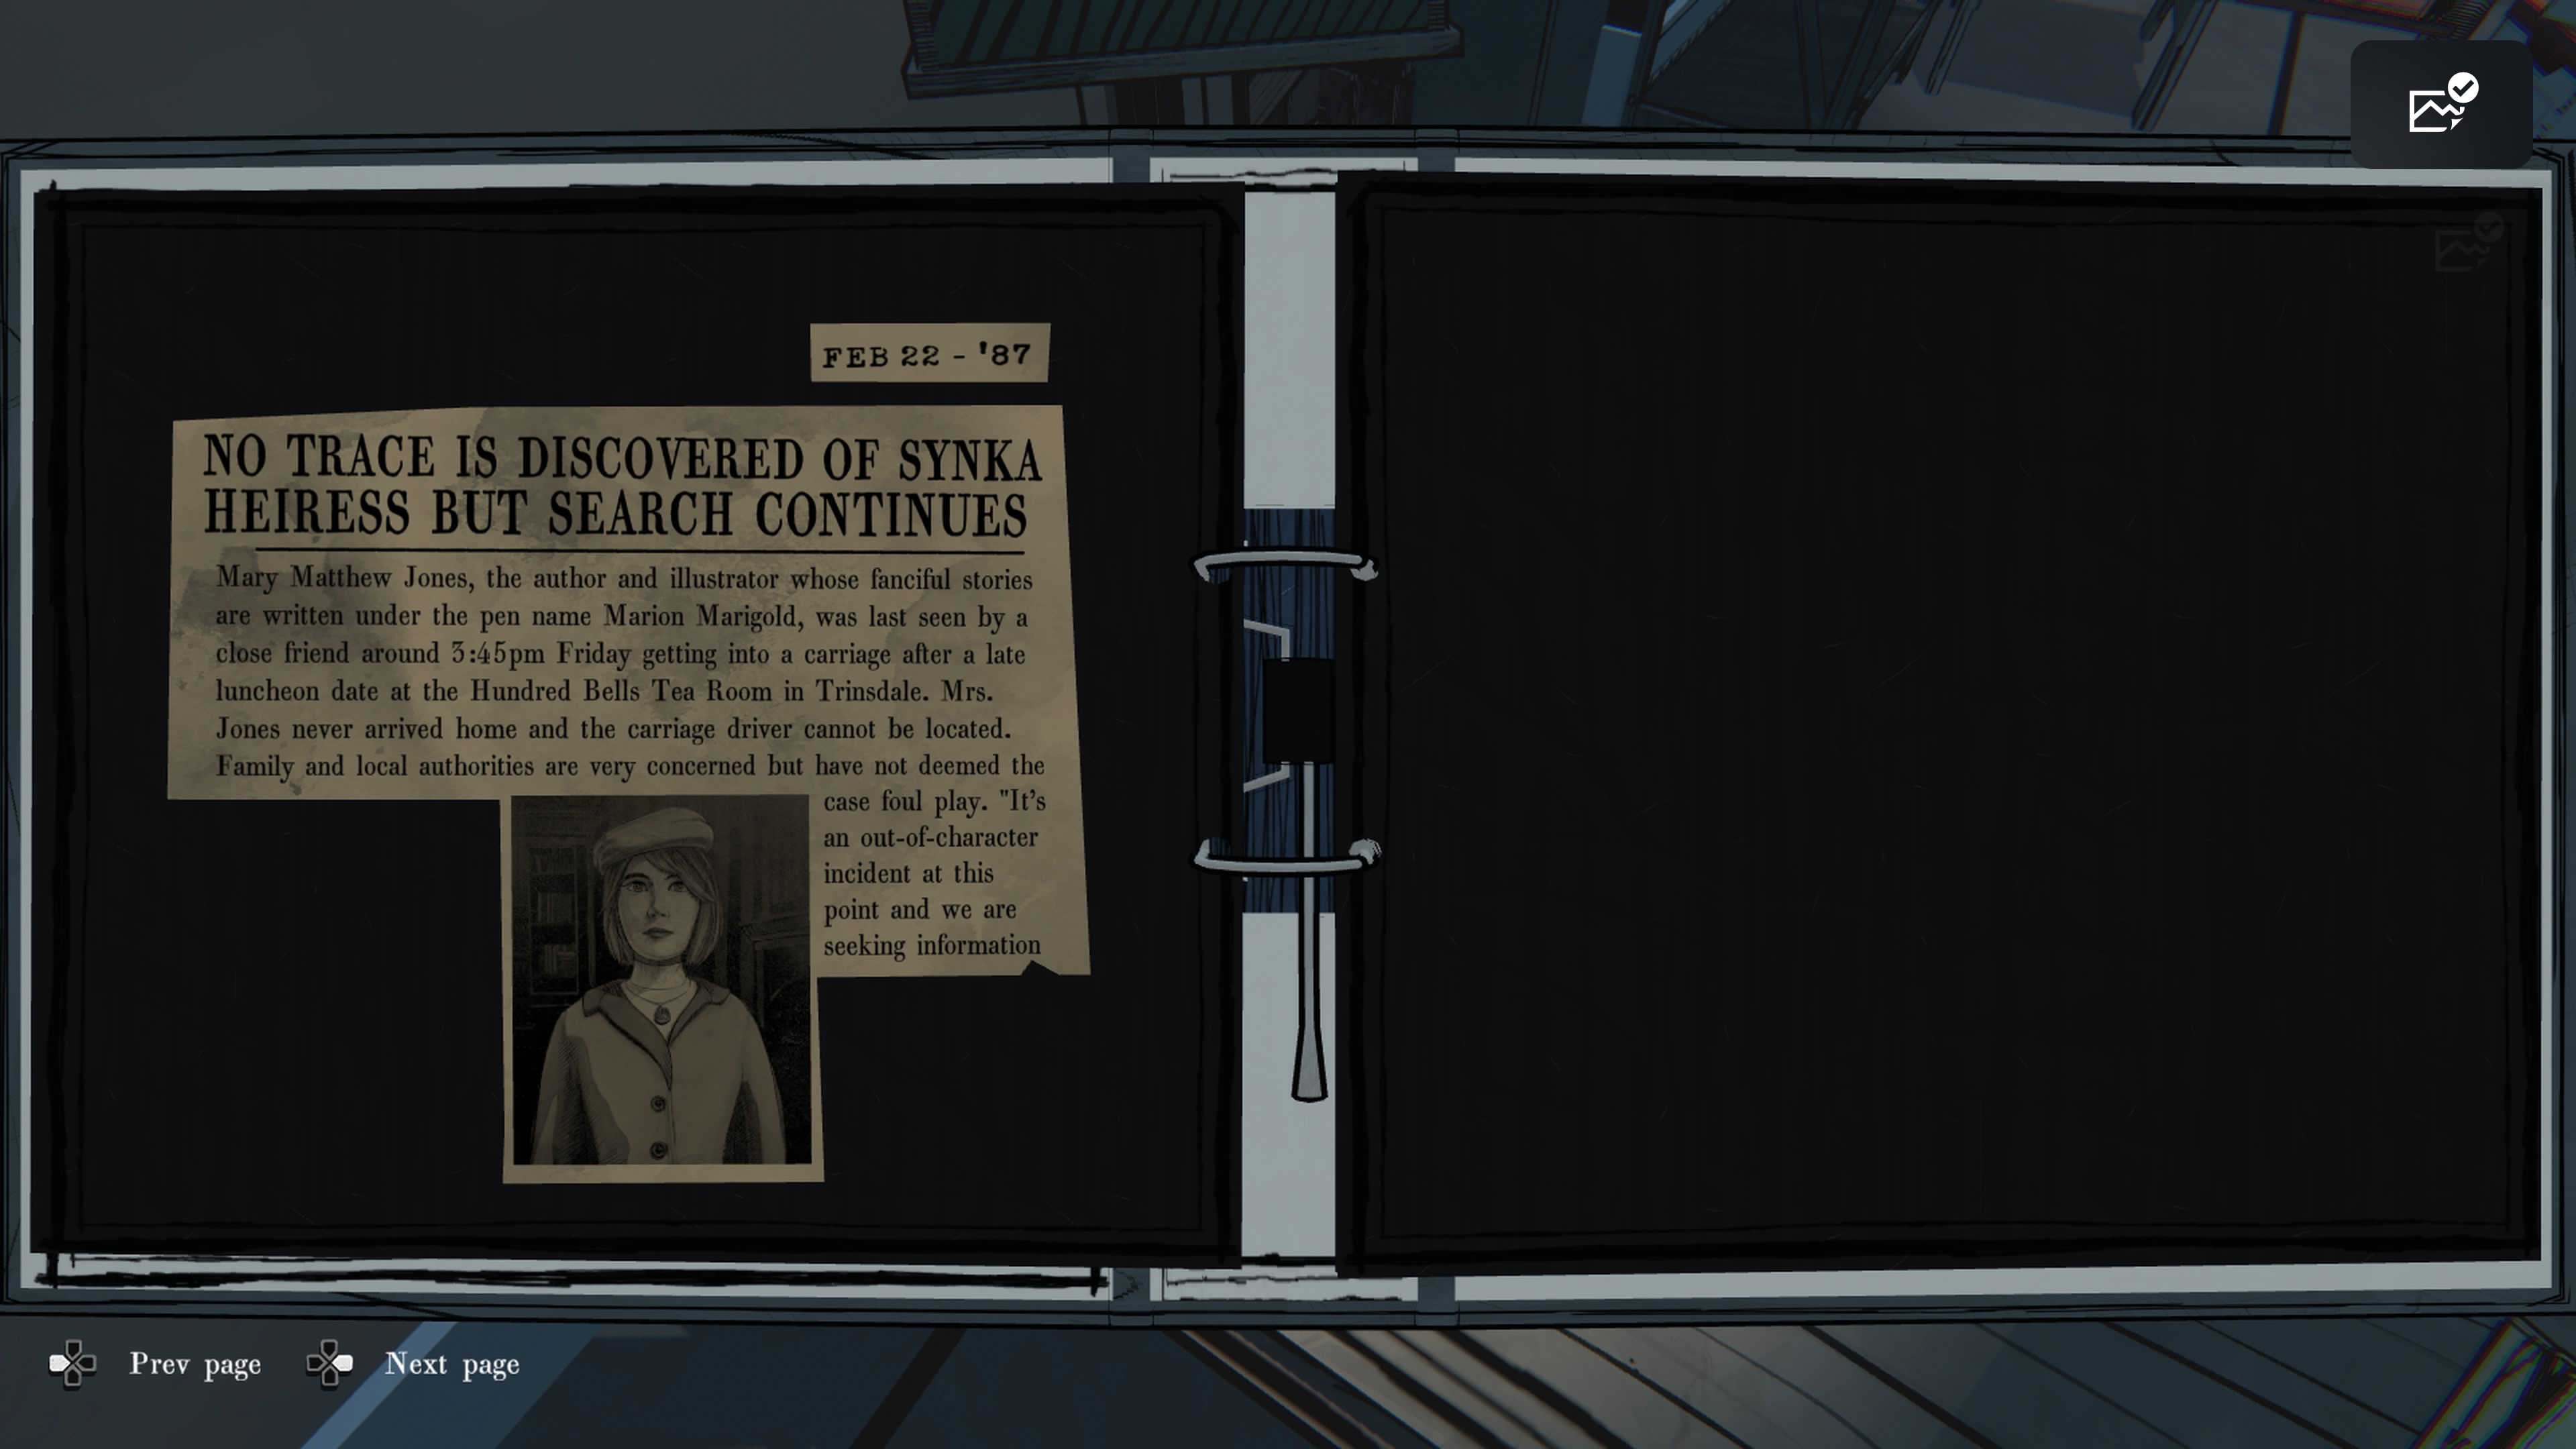 FEB 22 - '87
NO TRACE IS DISCOVERED OF SYNKA
HEIRESS BUT SEARCH CONTINUES
Mary Matthew Jones, the author and illustrator whose fanciful stories
are written under the pen name Marion Marigold, was last seen by a
close friend around 3:45pm Friday getting into a carriage after a late
luncheon date at the Hundred Bells Tea Room in Trinsdale. Mrs.
Jones never arrived home and the carriage driver cannot be located.
Family and local authorities are very concerned but have not deemed the
case foul play. "It's
an out-of-character
incident at this
point and we are
seeking information
Prev page
Next page